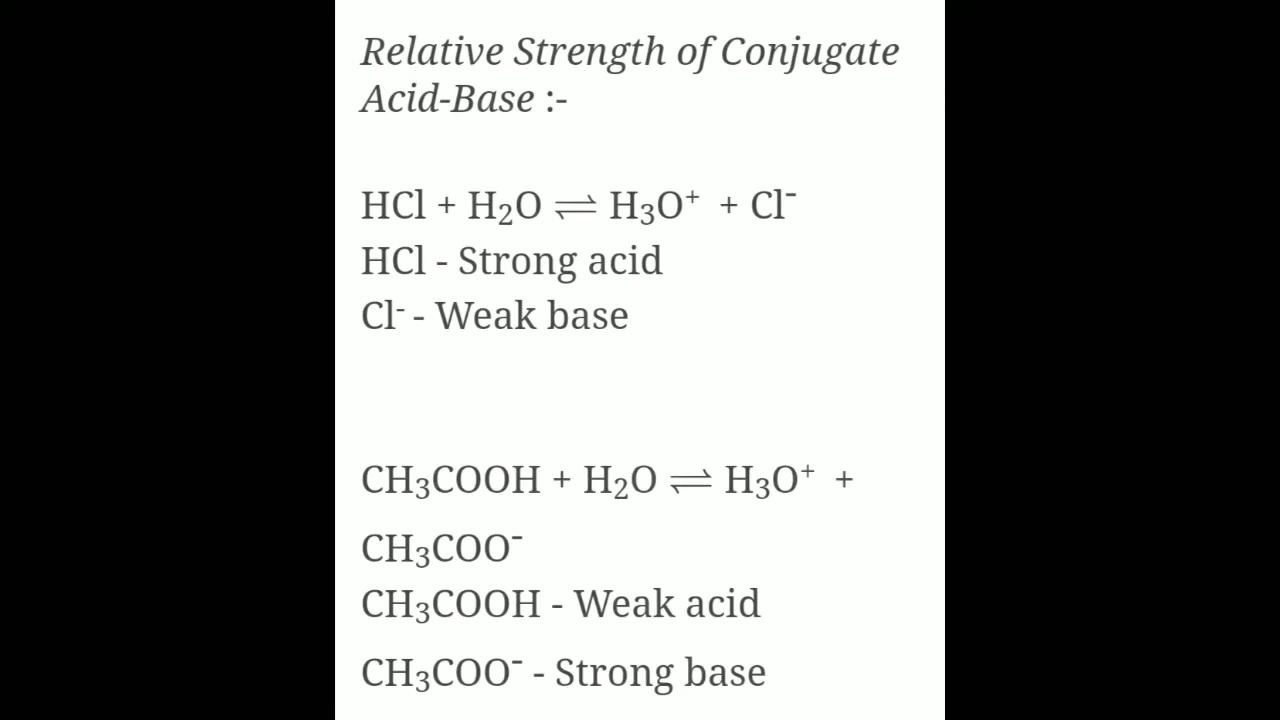 Relative Strength of Conjugate
Acid-Base :-
HCl + H₂O ⇌ H₃O⁺ + Cl⁻
HCl - Strong acid
Cl⁻ - Weak base
CH₃COOH + H₂O ⇌ H₃O⁺ +
CH₃COO⁻
CH₃COOH - Weak acid
CH₃COO⁻ - Strong base